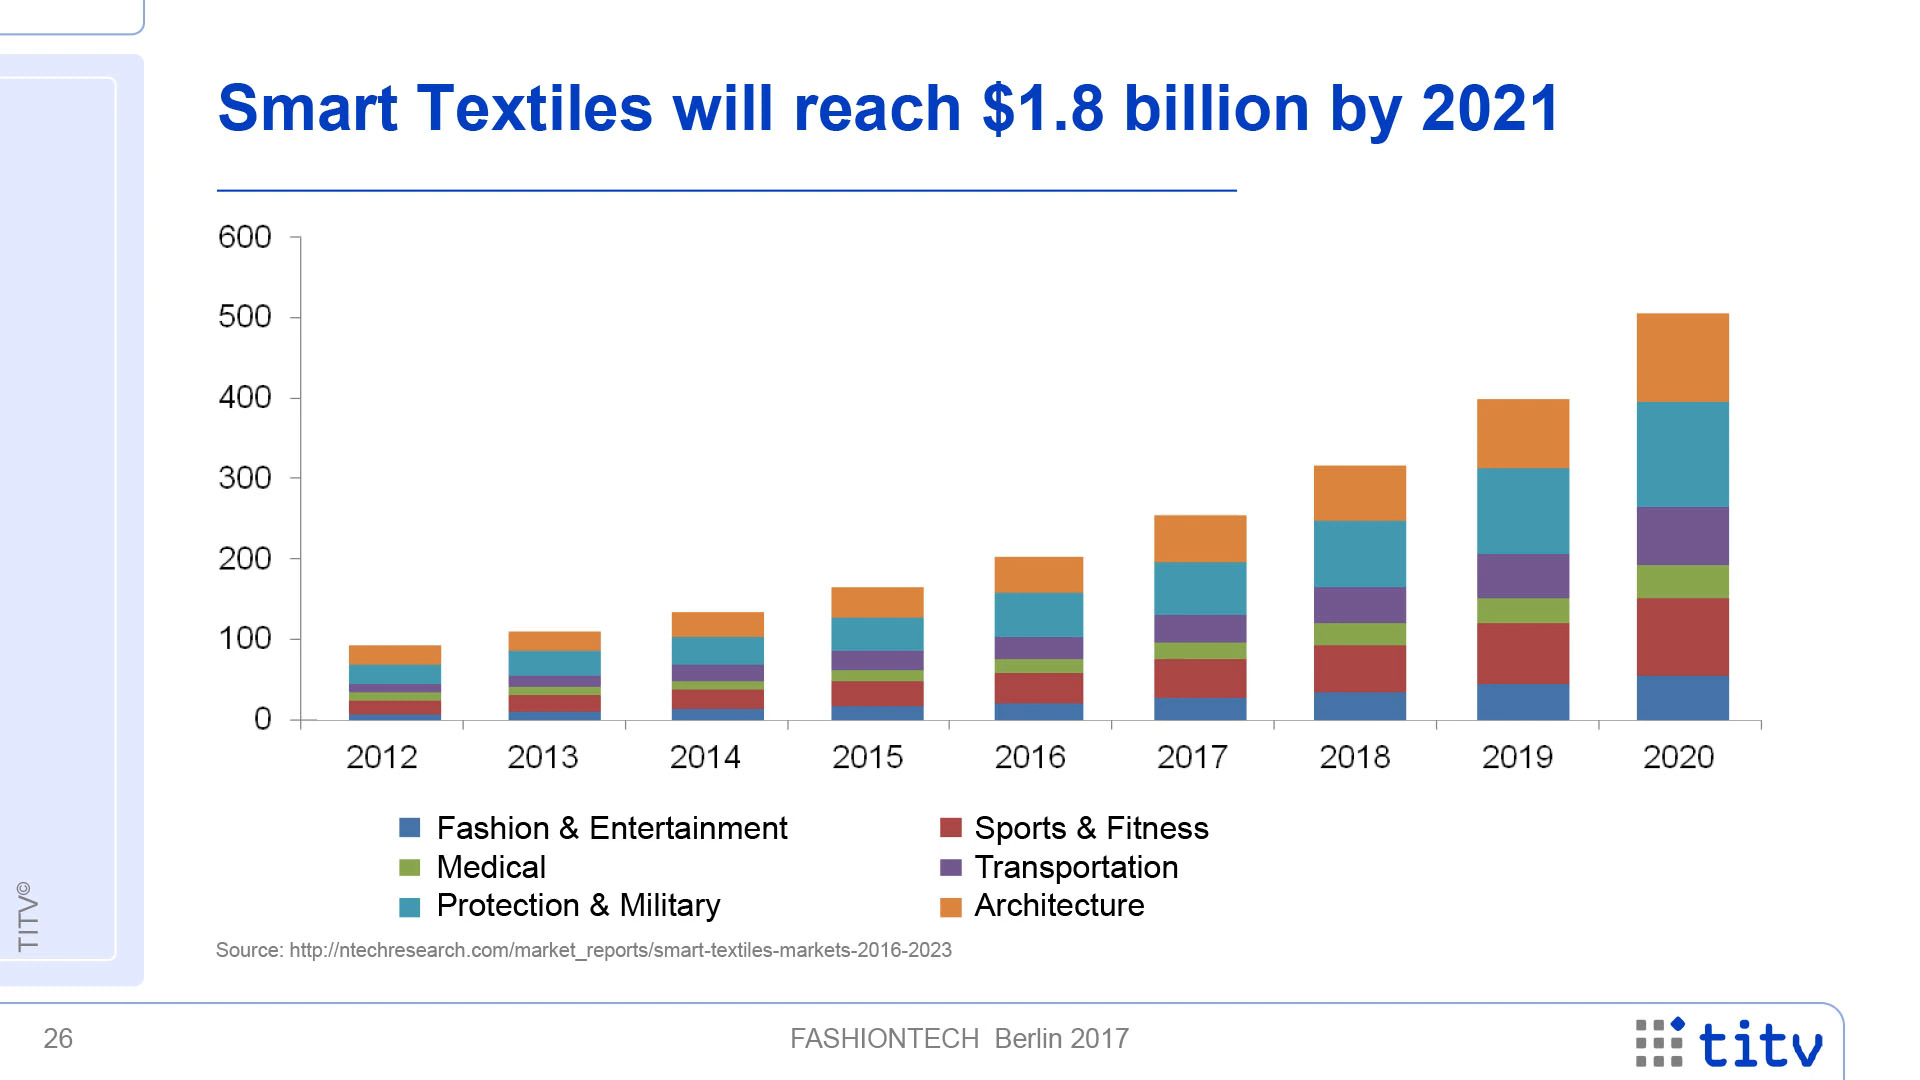 Smart Textiles will reach $1.8 billion by 2021
600
500
400
300
200
100
0
2012 2013 2014 2015 2016 2017 2018 2019 2020
Fashion & Entertainment Sports & Fitness
Medical Transportation
Protection & Military Architecture
Source: http://ntechresearch.com/market_reports/smart-textiles-markets-2016-2023
TITV©
26 FASHIONTECH Berlin 2017 titv